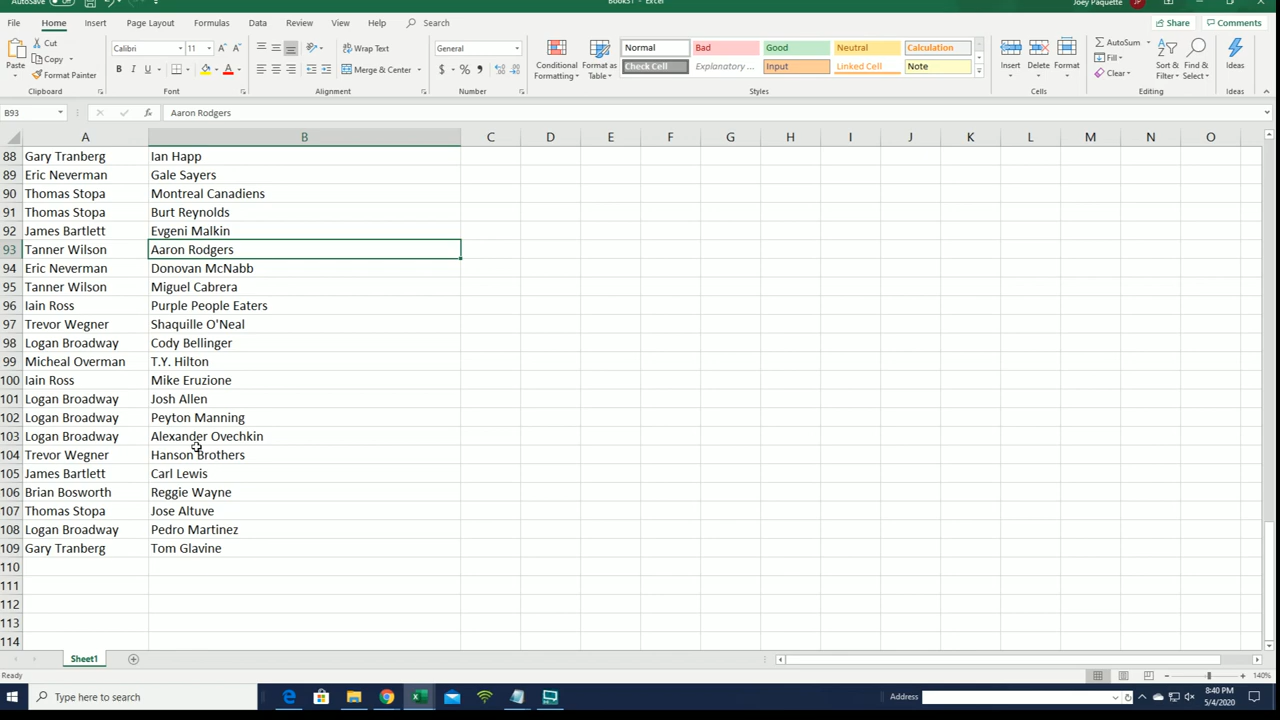 AutoSave Off Book31 - Excel Joey Paquette JP
File Home Insert Page Layout Formulas Data Review View Help Search Share Comments
Paste Cut Copy Format Painter Clipboard
Calibri 11 B I U Font
Wrap Text Merge & Center Alignment
General $ % 9 Number
Conditional Formatting Format as Table
Normal Bad Good Neutral Calculation
Check Cell Explanatory ... Input Linked Cell Note
Styles
Insert Delete Format Cells
AutoSum Fill Clear Sort & Filter Find & Select Editing
Ideas Ideas
B93 fx Aaron Rodgers
A B C D E F G H I J K L M N O
88 Gary Tranberg Ian Happ
89 Eric Neverman Gale Sayers
90 Thomas Stopa Montreal Canadiens
91 Thomas Stopa Burt Reynolds
92 James Bartlett Evgeni Malkin
93 Tanner Wilson Aaron Rodgers
94 Eric Neverman Donovan McNabb
95 Tanner Wilson Miguel Cabrera
96 Iain Ross Purple People Eaters
97 Trevor Wegner Shaquille O'Neal
98 Logan Broadway Cody Bellinger
99 Micheal Overman T.Y. Hilton
100 Iain Ross Mike Eruzione
101 Logan Broadway Josh Allen
102 Logan Broadway Peyton Manning
103 Logan Broadway Alexander Ovechkin
104 Trevor Wegner Hanson Brothers
105 James Bartlett Carl Lewis
106 Brian Bosworth Reggie Wayne
107 Thomas Stopa Jose Altuve
108 Logan Broadway Pedro Martinez
109 Gary Tranberg Tom Glavine
110
111
112
113
114
Sheet1
Ready 140%
Type here to search Address 8:40 PM
5/4/2020